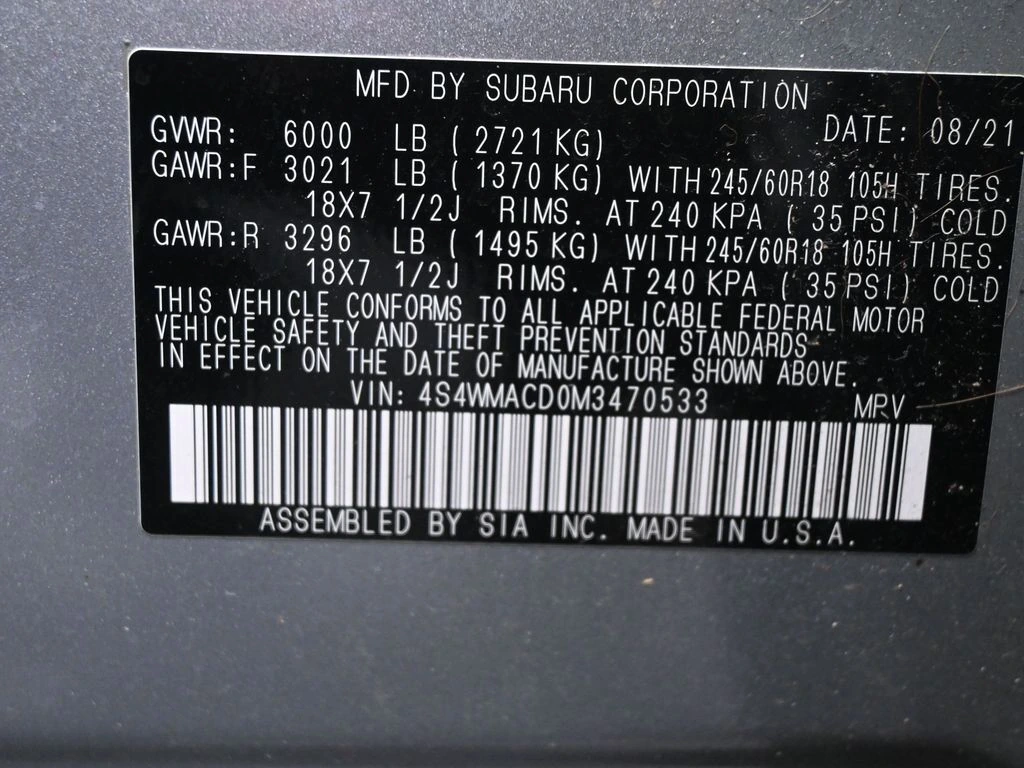 MFD BY SUBARU CORPORATION
GVWR: 6000 LB ( 2721 KG) DATE: 08/21
GAWR:F 3021 LB ( 1370 KG) WITH 245/60R18 105H TIRES.
18X7 1/2J RIMS. AT 240 KPA ( 35 PSI) COLD
GAWR:R 3296 LB ( 1495 KG) WITH 245/60R18 105H TIRES.
18X7 1/2J RIMS. AT 240 KPA ( 35 PSI) COLD
THIS VEHICLE CONFORMS TO ALL APPLICABLE FEDERAL MOTOR
VEHICLE SAFETY AND THEFT PREVENTION STANDARDS
IN EFFECT ON THE DATE OF MANUFACTURE SHOWN ABOVE.
VIN: 4S4WMACD0M3470533 MPV
ASSEMBLED BY SIA INC. MADE IN U.S.A.